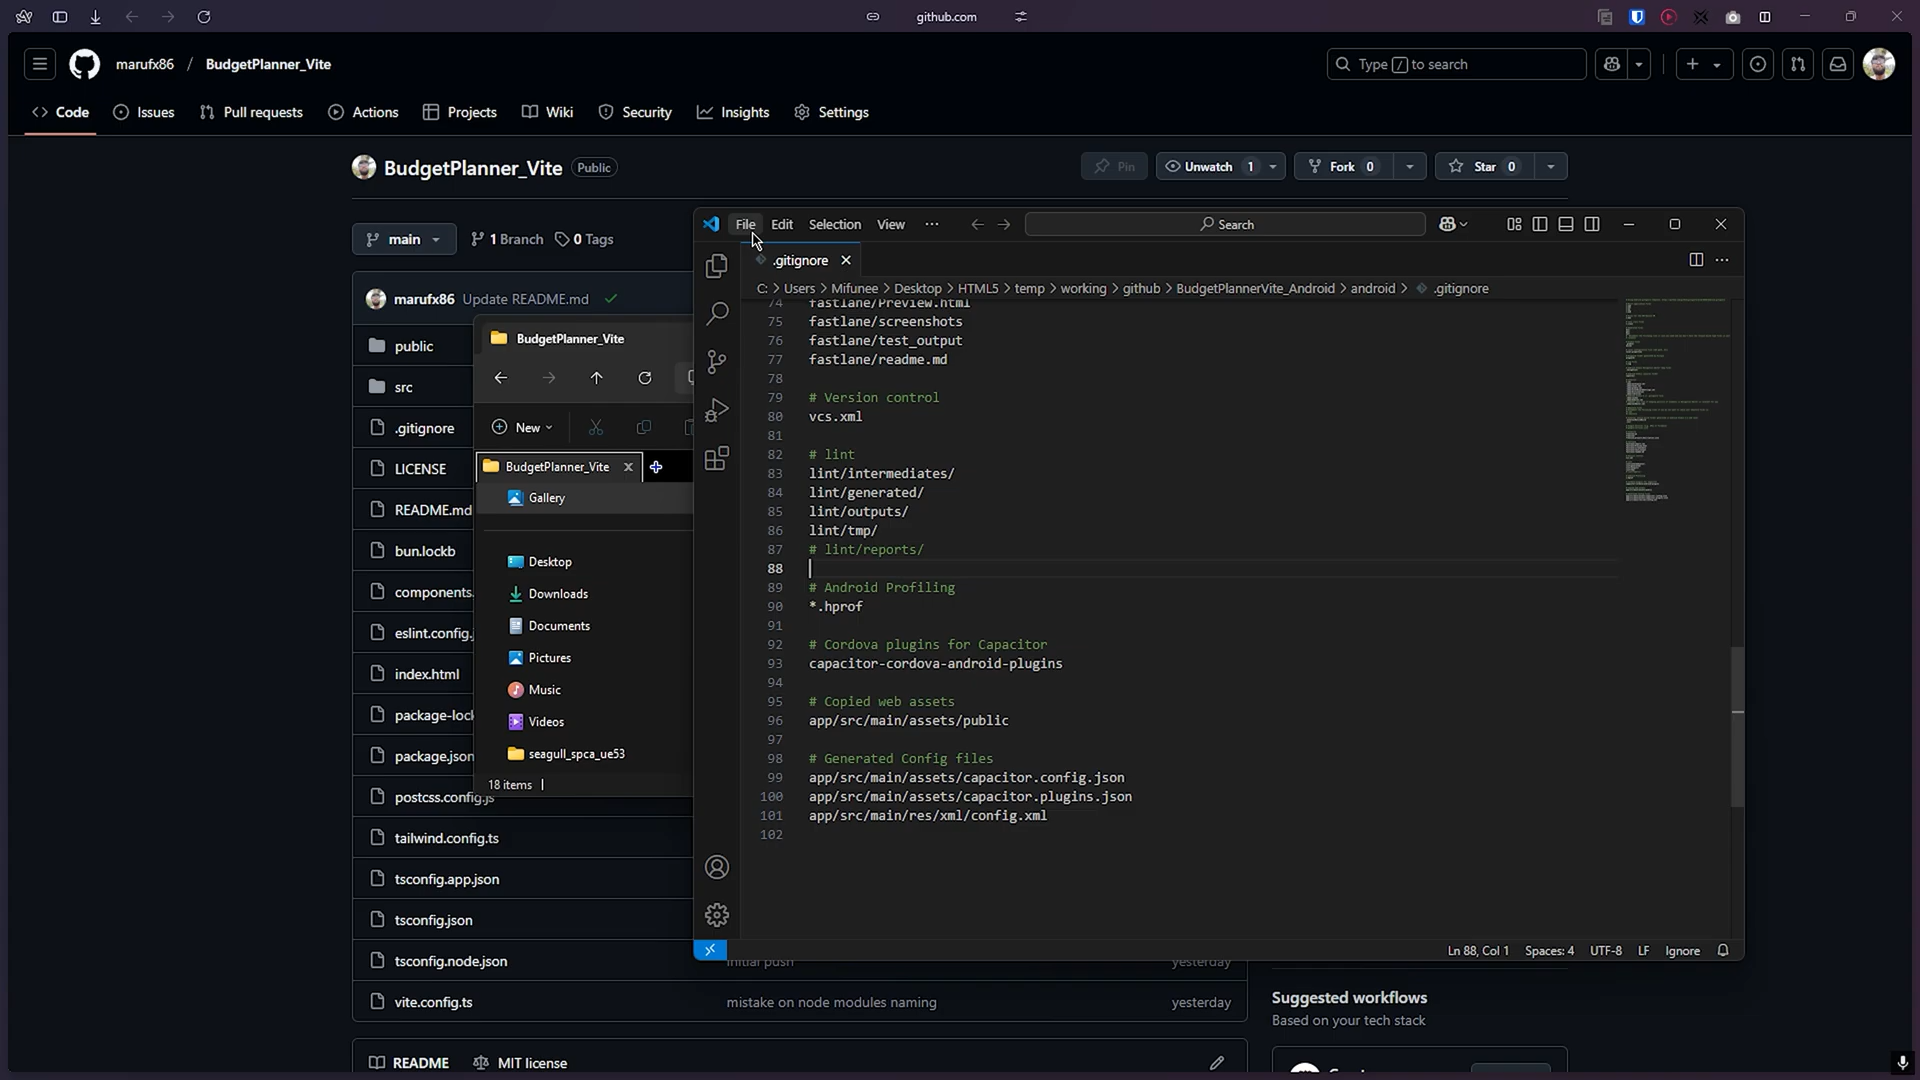 github.com
marufx86 / BudgetPlanner_Vite
Type / to search
Code Issues Pull requests Actions Projects Wiki Security Insights Settings
BudgetPlanner_Vite Public
Pin Unwatch 1 Fork 0 Star 0
main 1 Branch 0 Tags
marufx86 Update README.md
public
src
.gitignore
LICENSE
README.md
bun.lockb
components.
eslint.config.j
index.html
package-lock
package.json
postcss.config.js
tailwind.config.ts
tsconfig.app.json
tsconfig.json
tsconfig.node.json initial push yesterday
vite.config.ts mistake on node modules naming yesterday
README MIT license
Suggested workflows
Based on your tech stack
BudgetPlanner_Vite
New
BudgetPlanner_Vite
Gallery
Desktop
Downloads
Documents
Pictures
Music
Videos
seagull_spca_ue53
18 items
File Edit Selection View ··· Search
.gitignore
C: > Users > Mifunee > Desktop > HTML5 > temp > working > github > BudgetPlannerVite_Android > android > .gitignore
74 fastlane/Preview.html
75 fastlane/screenshots
76 fastlane/test_output
77 fastlane/readme.md
78
79 # Version control
80 vcs.xml
81
82 # lint
83 lint/intermediates/
84 lint/generated/
85 lint/outputs/
86 lint/tmp/
87 # lint/reports/
88
89 # Android Profiling
90 *.hprof
91
92 # Cordova plugins for Capacitor
93 capacitor-cordova-android-plugins
94
95 # Copied web assets
96 app/src/main/assets/public
97
98 # Generated Config files
99 app/src/main/assets/capacitor.config.json
100 app/src/main/assets/capacitor.plugins.json
101 app/src/main/res/xml/config.xml
102
Ln 88, Col 1 Spaces: 4 UTF-8 LF Ignore